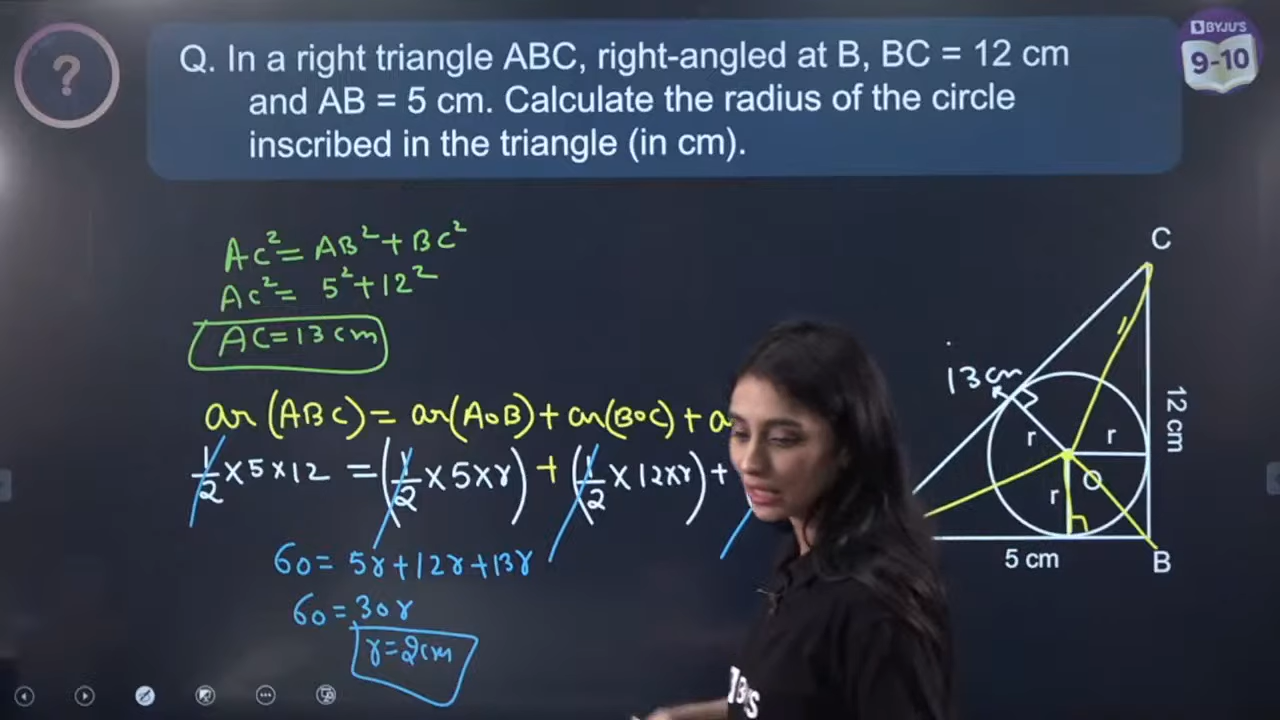 Q. In a right triangle ABC, right-angled at B, BC = 12 cm
and AB = 5 cm. Calculate the radius of the circle
inscribed in the triangle (in cm).
BYJU'S
9-10
AC² = AB² + BC²
AC² = 5² + 12²
AC = 13 cm
ar (ABC) = ar(AOB) + ar(BOC) + a
1/2 × 5 × 12 = (1/2 × 5 × r) + (1/2 × 12 × r) +
60 = 5r + 12r + 13r
60 = 30r
r = 2cm
C
13 cm
12 cm
r
r
r
O
5 cm
B
BYJU'S